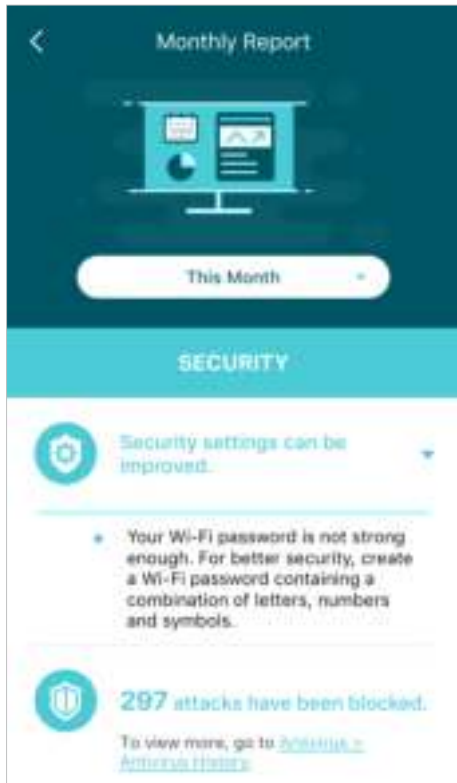 Monthly Report
This Month
SECURITY
Security settings can be
improved.
Your Wi-Fi password is not strong
enough. For better security, create
a Wi-Fi password containing a
combination of letters, numbers
and symbols.
297 attacks have been blocked.
To view more, go to Antivirus >
Antivirus History.